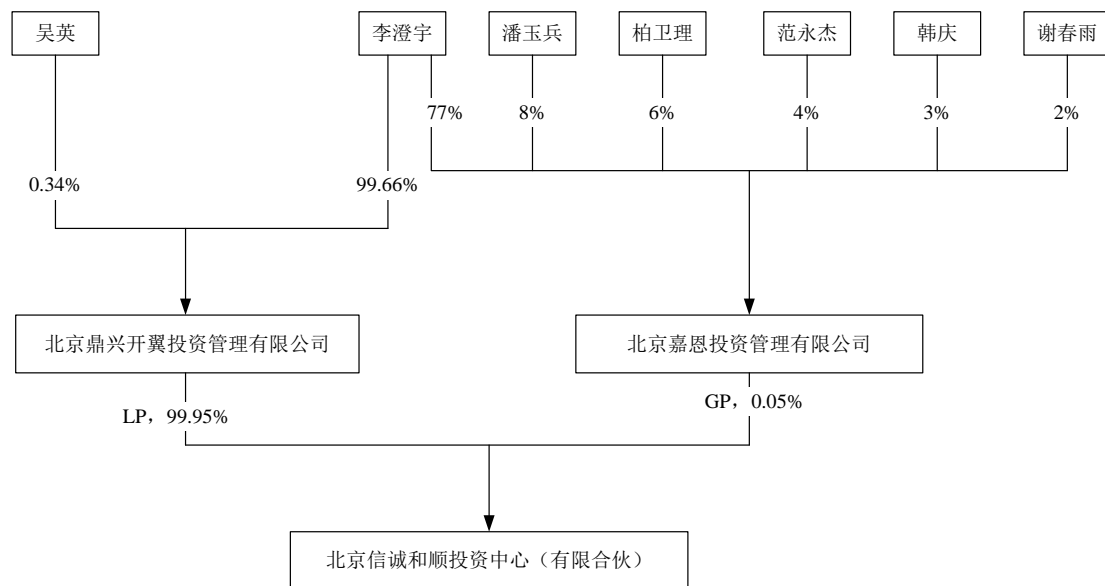 吴英
李澄宇
潘玉兵
柏卫理
范永杰
韩庆
谢春雨
77%
8%
6%
4%
3%
2%
0.34%
99.66%
北京鼎兴开翼投资管理有限公司
北京嘉恩投资管理有限公司
LP，99.95%
GP，0.05%
北京信诚和顺投资中心（有限合伙）